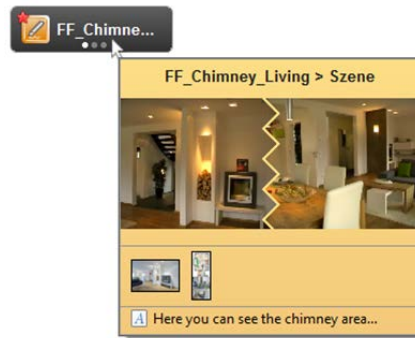 FF_Chimne...
FF_Chimney_Living > Szene
A Here you can see the chimney area...